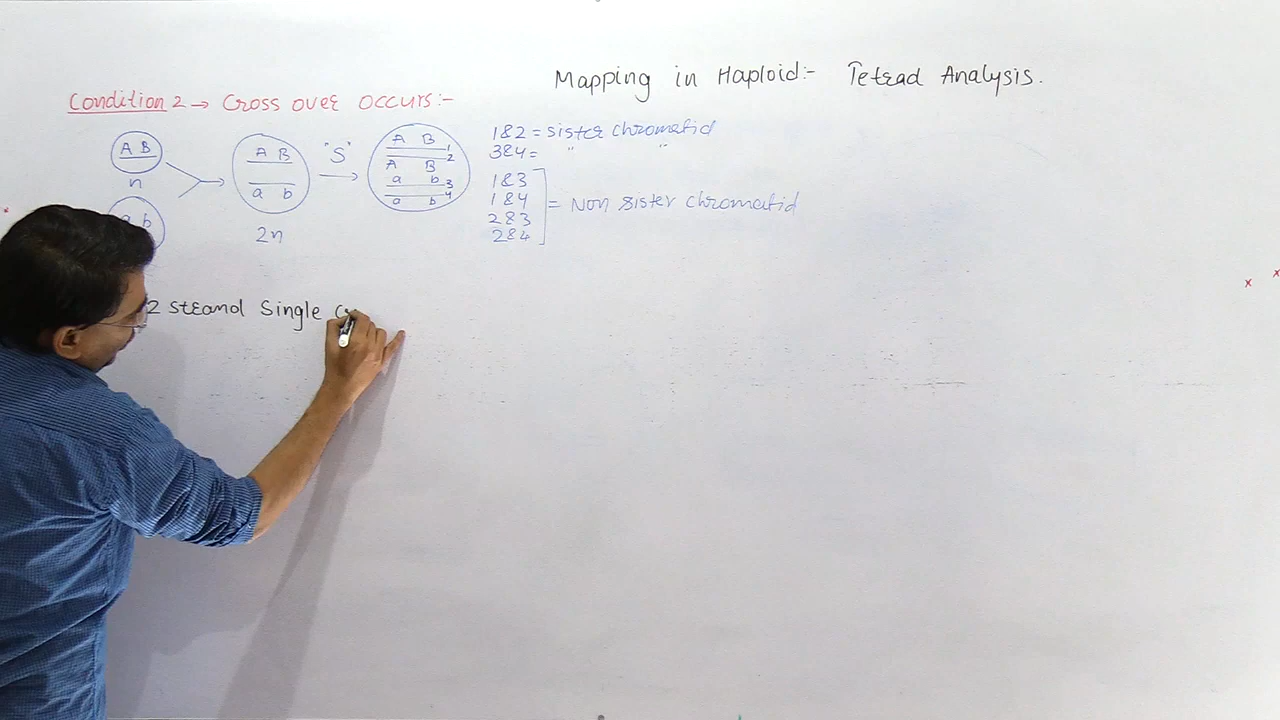 Mapping in Haploid:- Tetrad Analysis.
Condition 2 → Cross over occurs:-
A B
n
a b
A B
a b
2n
"S"
A B 1
2
A B
a b 3
4
a b
1&2 = sister chromatid
3&4 = " "
1&3
1&4
2&3
2&4
= Non sister chromatid
2 strand Single